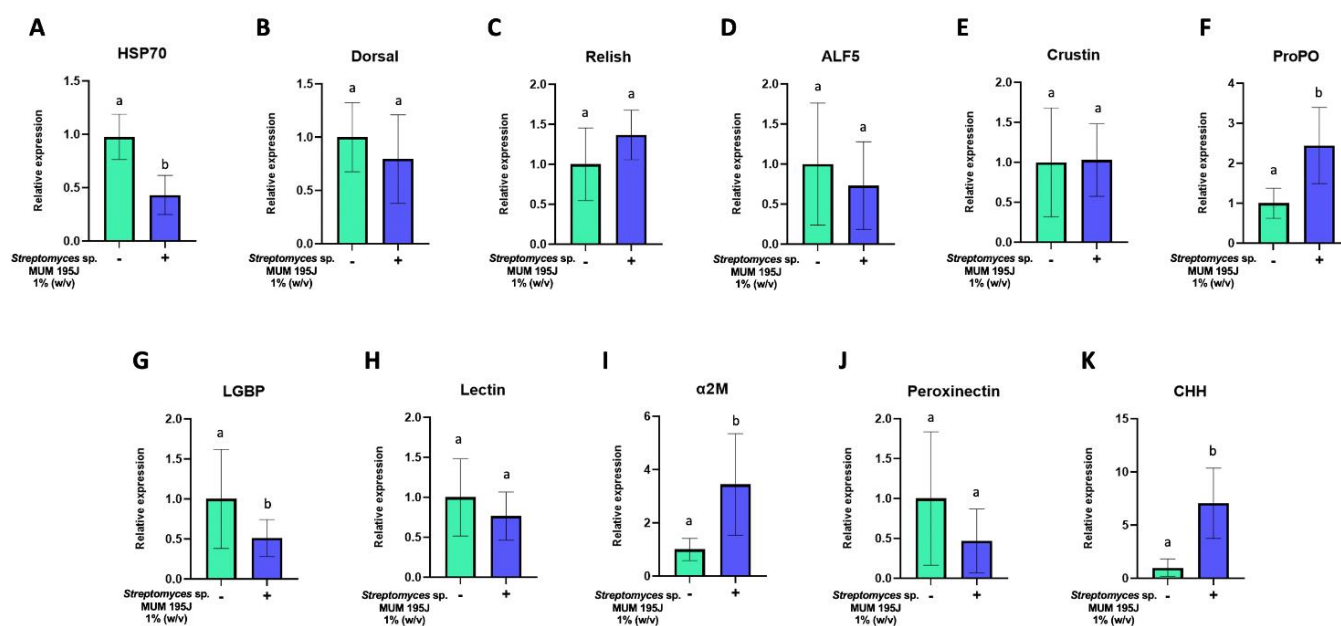 A
HSP70
a
b
Relative expression
1.5
1.0
0.5
0.0
Streptomyces sp.
MUM 195J
1% (w/v)
-
+
B
Dorsal
a
a
Relative expression
1.5
1.0
0.5
0.0
Streptomyces sp.
MUM 195J
1% (w/v)
-
+
C
Relish
a
a
Relative expression
2.0
1.5
1.0
0.5
0.0
Streptomyces sp.
MUM 195J
1% (w/v)
-
+
D
ALF5
a
a
Relative expression
2.0
1.5
1.0
0.5
0.0
Streptomyces sp.
MUM 195J
1% (w/v)
-
+
E
Crustin
a
a
Relative expression
2.0
1.5
1.0
0.5
0.0
Streptomyces sp.
MUM 195J
1% (w/v)
-
+
F
ProPO
a
b
Relative expression
4
3
2
1
0
Streptomyces sp.
MUM 195J
1% (w/v)
-
+
G
LGBP
a
b
Relative expression
2.0
1.5
1.0
0.5
0.0
Streptomyces sp.
MUM 195J
1% (w/v)
-
+
H
Lectin
a
a
Relative expression
2.0
1.5
1.0
0.5
0.0
Streptomyces sp.
MUM 195J
1% (w/v)
-
+
I
α2M
a
b
Relative expression
6
4
2
0
Streptomyces sp.
MUM 195J
1% (w/v)
-
+
J
Peroxinectin
a
a
Relative expression
2.0
1.5
1.0
0.5
0.0
Streptomyces sp.
MUM 195J
1% (w/v)
-
+
K
CHH
a
b
Relative expression
15
10
5
0
Streptomyces sp.
MUM 195J
1% (w/v)
-
+